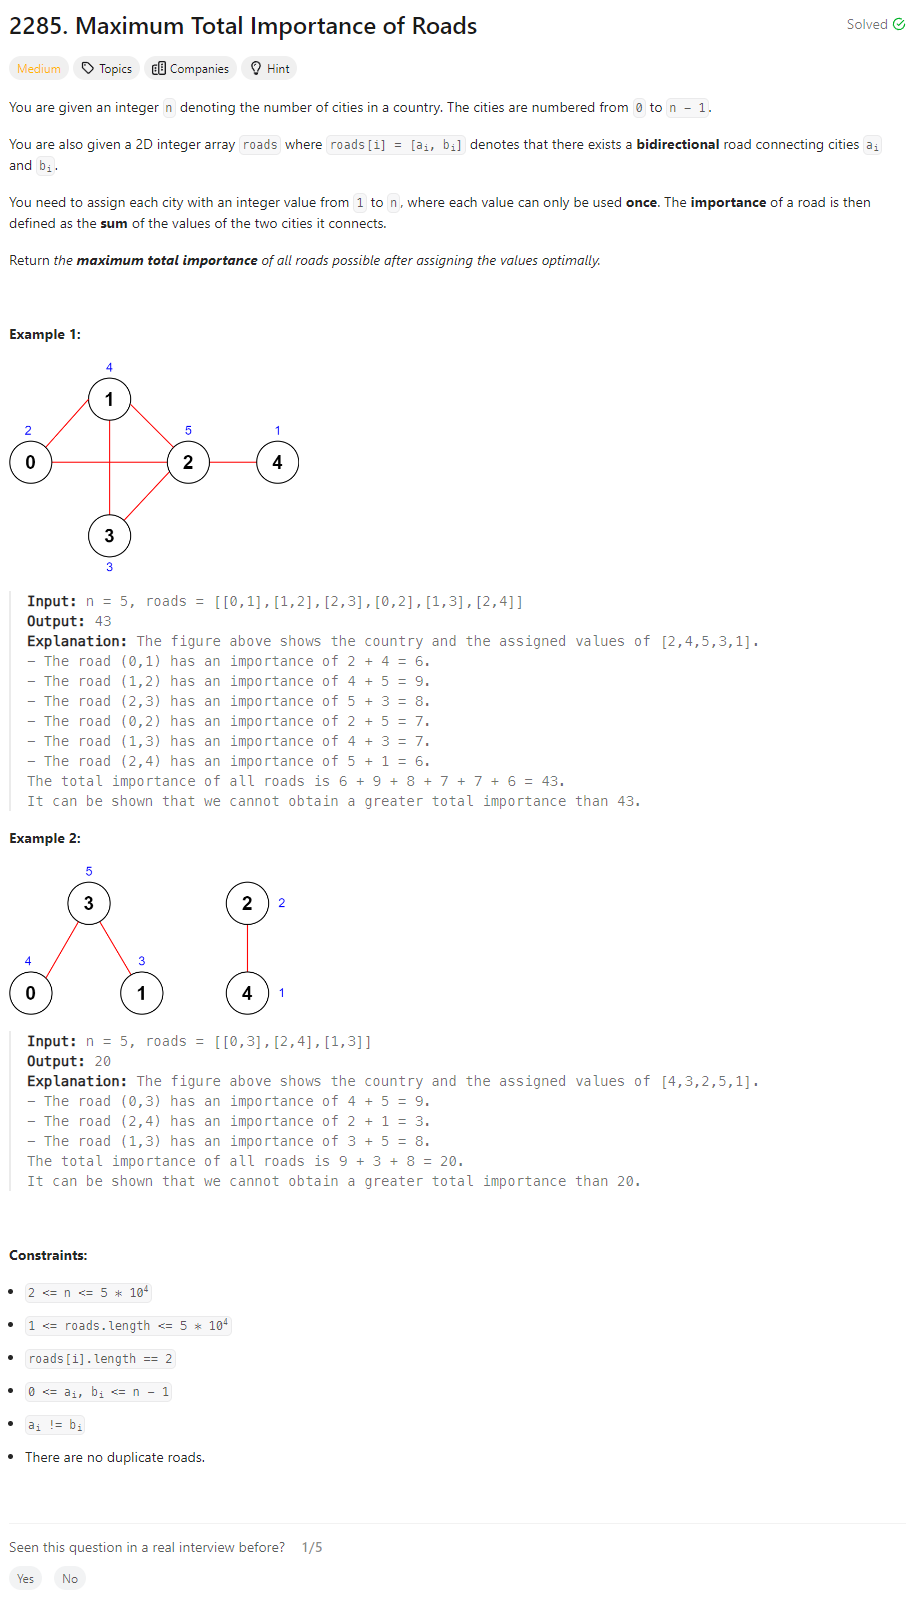 2285. Maximum Total Importance of Roads
Solved
Medium Topics Companies Hint
You are given an integer n denoting the number of cities in a country. The cities are numbered from 0 to n - 1.
You are also given a 2D integer array roads where roads[i] = [aᵢ, bᵢ] denotes that there exists a bidirectional road connecting cities aᵢ
and bᵢ.
You need to assign each city with an integer value from 1 to n, where each value can only be used once. The importance of a road is then
defined as the sum of the values of the two cities it connects.
Return the maximum total importance of all roads possible after assigning the values optimally.
Example 1:
4
1
2 5 1
0 2 4
3
3
Input: n = 5, roads = [[0,1],[1,2],[2,3],[0,2],[1,3],[2,4]]
Output: 43
Explanation: The figure above shows the country and the assigned values of [2,4,5,3,1].
- The road (0,1) has an importance of 2 + 4 = 6.
- The road (1,2) has an importance of 4 + 5 = 9.
- The road (2,3) has an importance of 5 + 3 = 8.
- The road (0,2) has an importance of 2 + 5 = 7.
- The road (1,3) has an importance of 4 + 3 = 7.
- The road (2,4) has an importance of 5 + 1 = 6.
The total importance of all roads is 6 + 9 + 8 + 7 + 7 + 6 = 43.
It can be shown that we cannot obtain a greater total importance than 43.
Example 2:
5
3 2 2
4 3
0 1 4 1
Input: n = 5, roads = [[0,3],[2,4],[1,3]]
Output: 20
Explanation: The figure above shows the country and the assigned values of [4,3,2,5,1].
- The road (0,3) has an importance of 4 + 5 = 9.
- The road (2,4) has an importance of 2 + 1 = 3.
- The road (1,3) has an importance of 3 + 5 = 8.
The total importance of all roads is 9 + 3 + 8 = 20.
It can be shown that we cannot obtain a greater total importance than 20.
Constraints:
• 2 <= n <= 5 * 10⁴
• 1 <= roads.length <= 5 * 10⁴
• roads[i].length == 2
• 0 <= aᵢ, bᵢ <= n - 1
• aᵢ != bᵢ
• There are no duplicate roads.
Seen this question in a real interview before? 1/5
Yes No